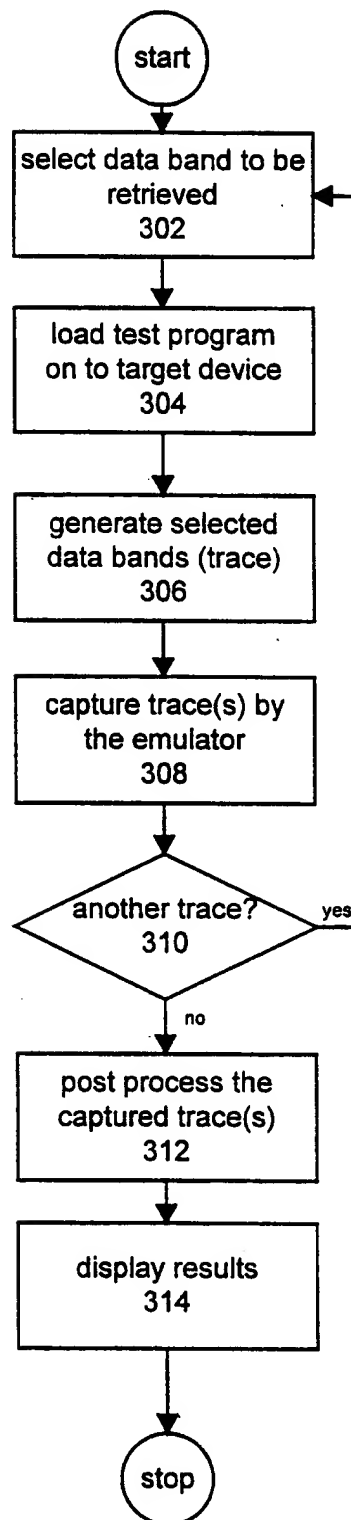 start
select data band to be
retrieved
302
load test program
on to target device
304
generate selected
data bands (trace)
306
capture trace(s) by
the emulator
308
another trace?
310
yes
no
post process the
captured trace(s)
312
display results
314
stop